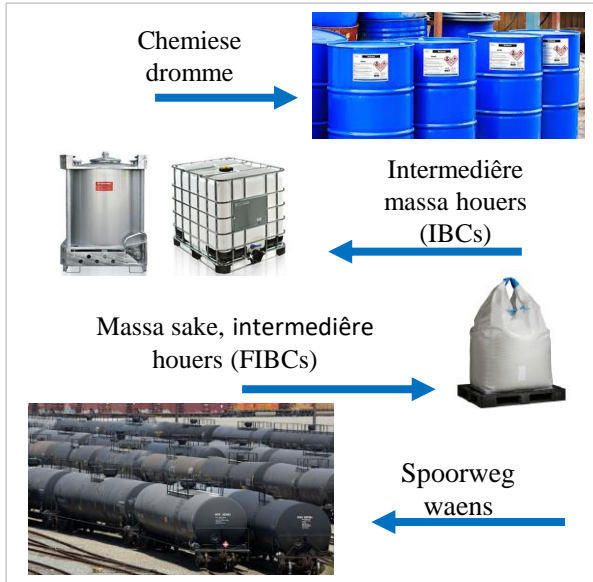 Chemiese
dromme
Intermediêre
massa houers
(IBCs)
Massa sake, intermediêre
houers (FIBCs)
Spoorweg
waens